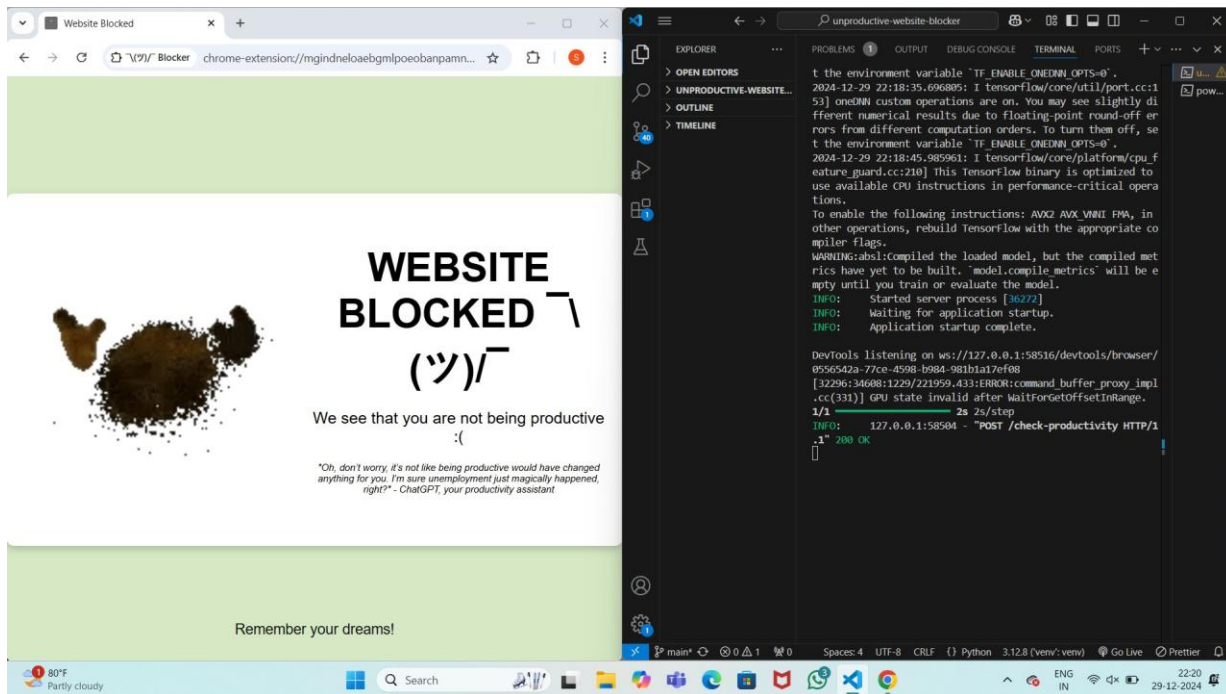 Website Blocked
¯\(ツ)/¯ Blocker
chrome-extension://mgindneloaebgmlpoeobanpamn...
S
WEBSITE
BLOCKED ¯\
(ツ)/¯
We see that you are not being productive
:(
"Oh, don't worry, it's not like being productive would have changed
anything for you. I'm sure unemployment just magically happened,
right?" - ChatGPT, your productivity assistant
Remember your dreams!
unproductive-website-blocker
EXPLORER
OPEN EDITORS
UNPRODUCTIVE-WEBSITE...
OUTLINE
TIMELINE
40
1
1
PROBLEMS 1 OUTPUT DEBUG CONSOLE TERMINAL PORTS
u...
pow...
t the environment variable `TF_ENABLE_ONEDNN_OPTS=0`.
2024-12-29 22:18:35.696805: I tensorflow/core/util/port.cc:1
53] oneDNN custom operations are on. You may see slightly di
fferent numerical results due to floating-point round-off er
rors from different computation orders. To turn them off, se
t the environment variable `TF_ENABLE_ONEDNN_OPTS=0`.
2024-12-29 22:18:45.985961: I tensorflow/core/platform/cpu_f
eature_guard.cc:210] This TensorFlow binary is optimized to
use available CPU instructions in performance-critical opera
tions.
To enable the following instructions: AVX2 AVX_VNNI FMA, in
other operations, rebuild TensorFlow with the appropriate co
mpiler flags.
WARNING:absl:Compiled the loaded model, but the compiled met
rics have yet to be built. `model.compile_metrics` will be e
mpty until you train or evaluate the model.
INFO: Started server process [36272]
INFO: Waiting for application startup.
INFO: Application startup complete.
DevTools listening on ws://127.0.0.1:58516/devtools/browser/
0556542a-77ce-4598-b984-981b1a17ef08
[32296:34608:1229/221959.433:ERROR:command_buffer_proxy_impl
.cc(331)] GPU state invalid after WaitForGetOffsetInRange.
1/1 2s 2s/step
INFO: 127.0.0.1:58504 - "POST /check-productivity HTTP/1
.1" 200 OK
main* 0 1 0 Spaces: 4 UTF-8 CRLF {} Python 3.12.8 ('venv': venv) Go Live Prettier
1
80°F
Partly cloudy
Search
3
ENG
IN
22:20
29-12-2024